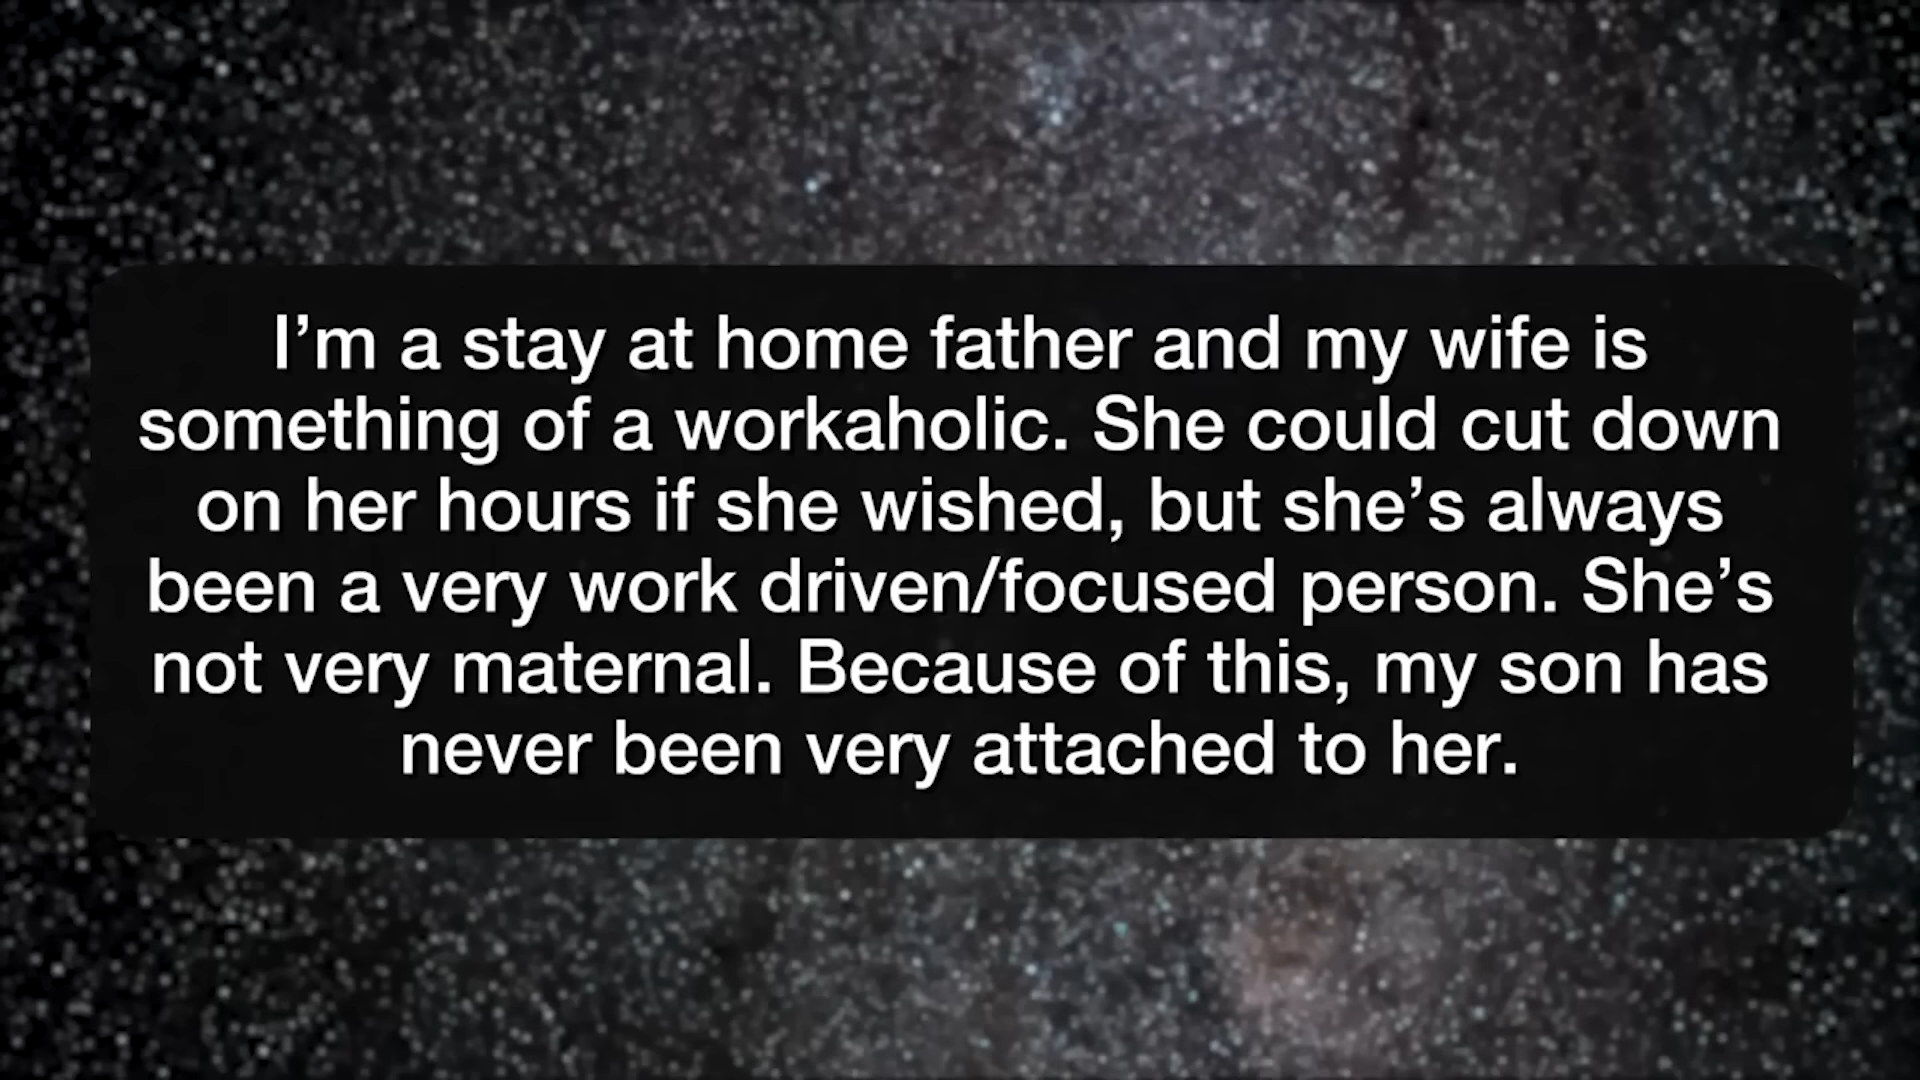 I’m a stay at home father and my wife is
something of a workaholic. She could cut down
on her hours if she wished, but she’s always
been a very work driven/focused person. She’s
not very maternal. Because of this, my son has
never been very attached to her.